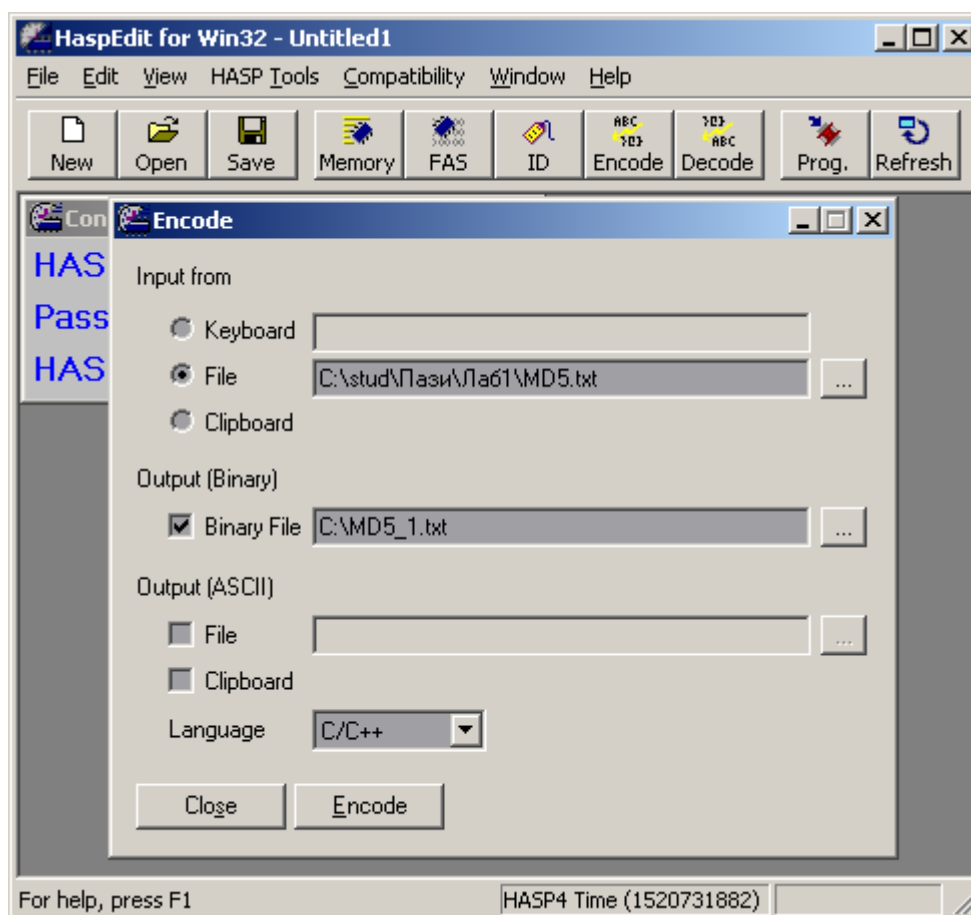 HaspEdit for Win32 - Untitled1
File Edit View HASP Tools Compatibility Window Help
New Open Save Memory FAS ID Encode Decode Prog. Refresh
Con
HAS
Pass
HAS
Encode
Input from
Keyboard
File C:\stud\Пази\Лаб1\MD5.txt ...
Clipboard
Output (Binary)
Binary File C:\MD5_1.txt ...
Output (ASCII)
File ...
Clipboard
Language C/C++
Close Encode
For help, press F1 HASP4 Time (1520731882)